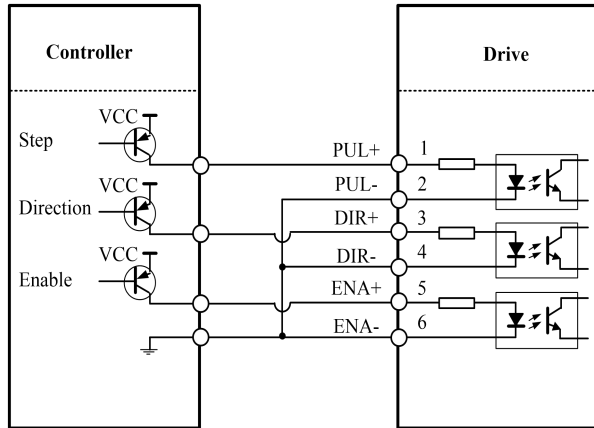 Controller
Drive
VCC
Step
PUL+ 1
VCC
PUL- 2
Direction
DIR+ 3
VCC
DIR- 4
Enable
ENA+ 5
ENA- 6